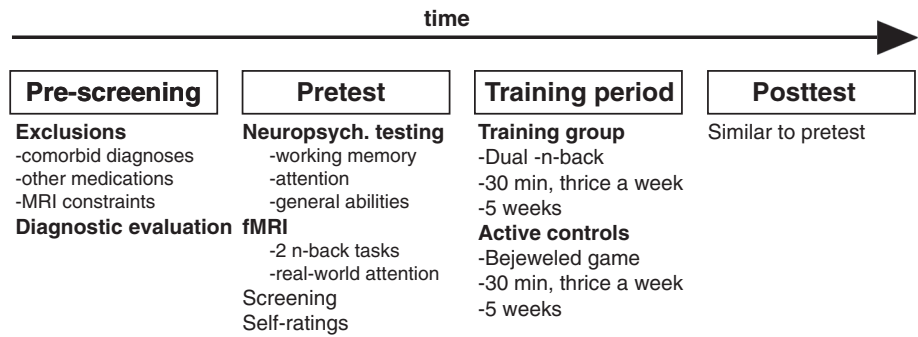 time
Pre-screening
Exclusions
-comorbid diagnoses
-other medications
-MRI constraints
Diagnostic evaluation
Pretest
Neuropsych. testing
-working memory
-attention
-general abilities
fMRI
-2 n-back tasks
-real-world attention
Screening
Self-ratings
Training period
Training group
-Dual -n-back
-30 min, thrice a week
-5 weeks
Active controls
-Bejeweled game
-30 min, thrice a week
-5 weeks
Posttest
Similar to pretest